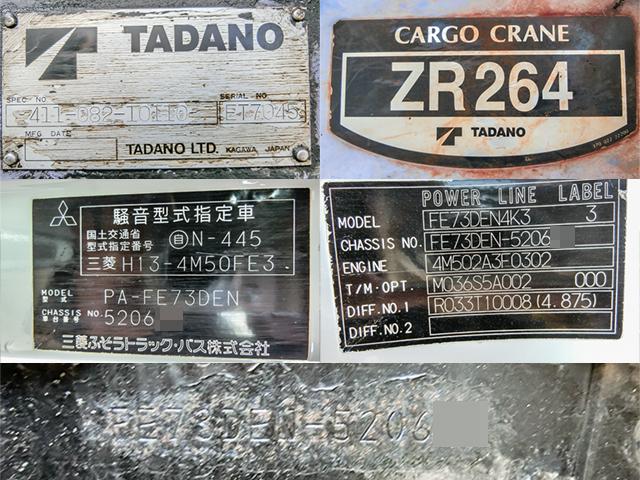 TADANO
SPEC NO. SERIAL NO.
411-082-10110 ET7045
MFG DATE
TADANO LTD. KAGAWA, JAPAN
CARGO CRANE
ZR264
TADANO
騒音型式指定車
国土交通省
型式指定番号 自N-445
三菱 H13-4M50FE3
MODEL
型式 PA-FE73DEN
CHASSIS NO.
車台番号 5206
三菱ふそうトラック・バス株式会社
POWER LINE LABEL
MODEL FE73DEN4K3 3
CHASSIS NO. FE73DEN-5206
ENGINE 4M502A3F0302
T/M·OPT. M036S5A002 000
DIFF.NO.1 R033T10008(4.875)
DIFF.NO.2
FE73DEN-5206